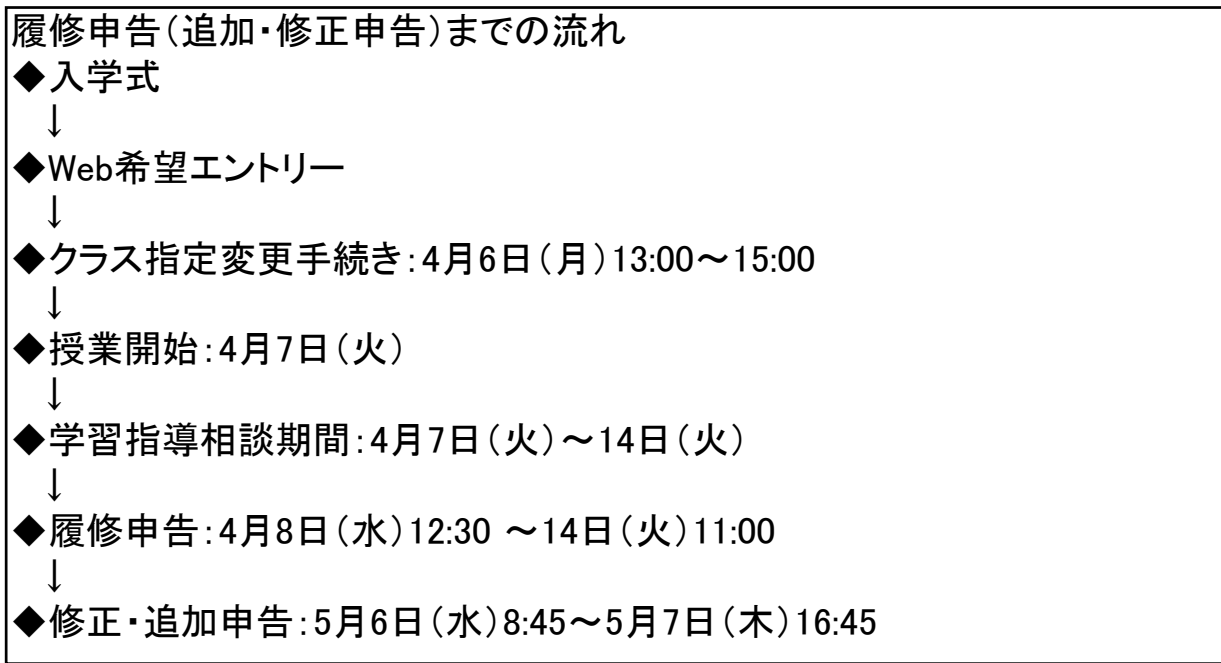 履修申告(追加・修正申告)までの流れ
◆入学式
↓
◆Web希望エントリー
↓
◆クラス指定変更手続き:4月6日(月)13:00～15:00
↓
◆授業開始:4月7日(火)
↓
◆学習指導相談期間:4月7日(火)～14日(火)
↓
◆履修申告:4月8日(水)12:30 ～14日(火)11:00
↓
◆修正・追加申告:5月6日(水)8:45～5月7日(木)16:45